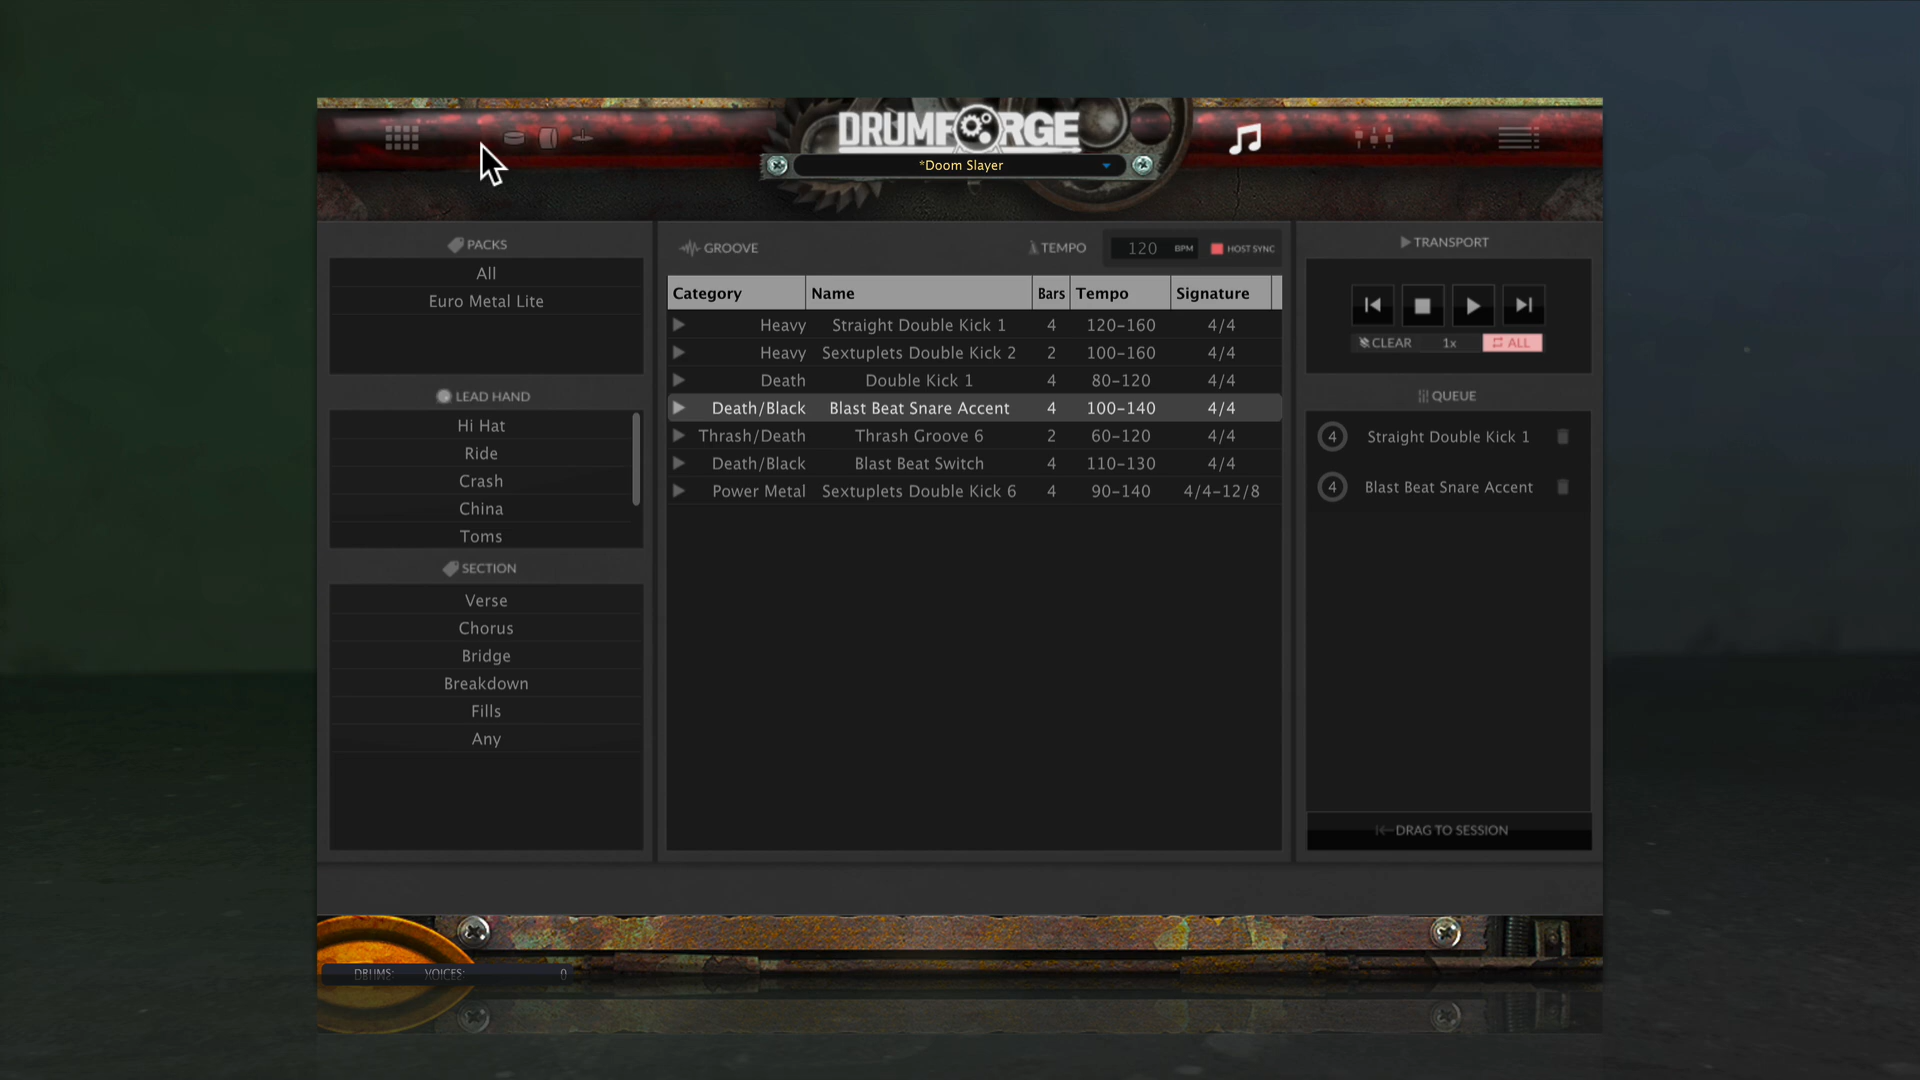 DRUMFORGE
*Doom Slayer
PACKS
All
Euro Metal Lite
LEAD HAND
Hi Hat
Ride
Crash
China
Toms
SECTION
Verse
Chorus
Bridge
Breakdown
Fills
Any
GROOVE
TEMPO
120 BPM
HOST SYNC
Category Name Bars Tempo Signature
Heavy Straight Double Kick 1 4 120-160 4/4
Heavy Sextuplets Double Kick 2 2 100-160 4/4
Death Double Kick 1 4 80-120 4/4
Death/Black Blast Beat Snare Accent 4 100-140 4/4
Thrash/Death Thrash Groove 6 2 60-120 4/4
Death/Black Blast Beat Switch 4 110-130 4/4
Power Metal Sextuplets Double Kick 6 4 90-140 4/4-12/8
TRANSPORT
CLEAR 1x ALL
QUEUE
4 Straight Double Kick 1
4 Blast Beat Snare Accent
DRAG TO SESSION
DRUMS: VOICES: 0